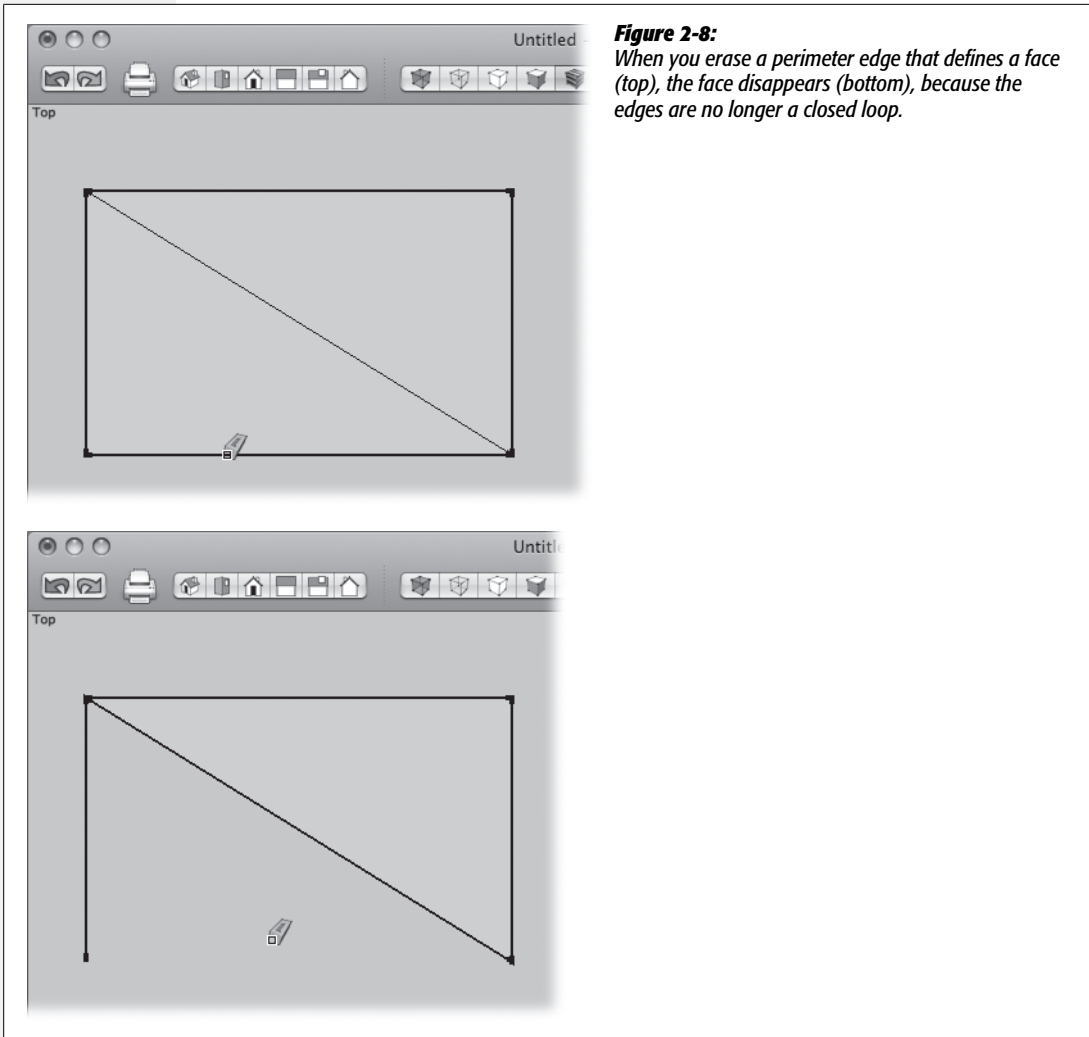 Untitled -
Figure 2-8:
When you erase a perimeter edge that defines a face
(top), the face disappears (bottom), because the
edges are no longer a closed loop.
Top
Untitle
Top